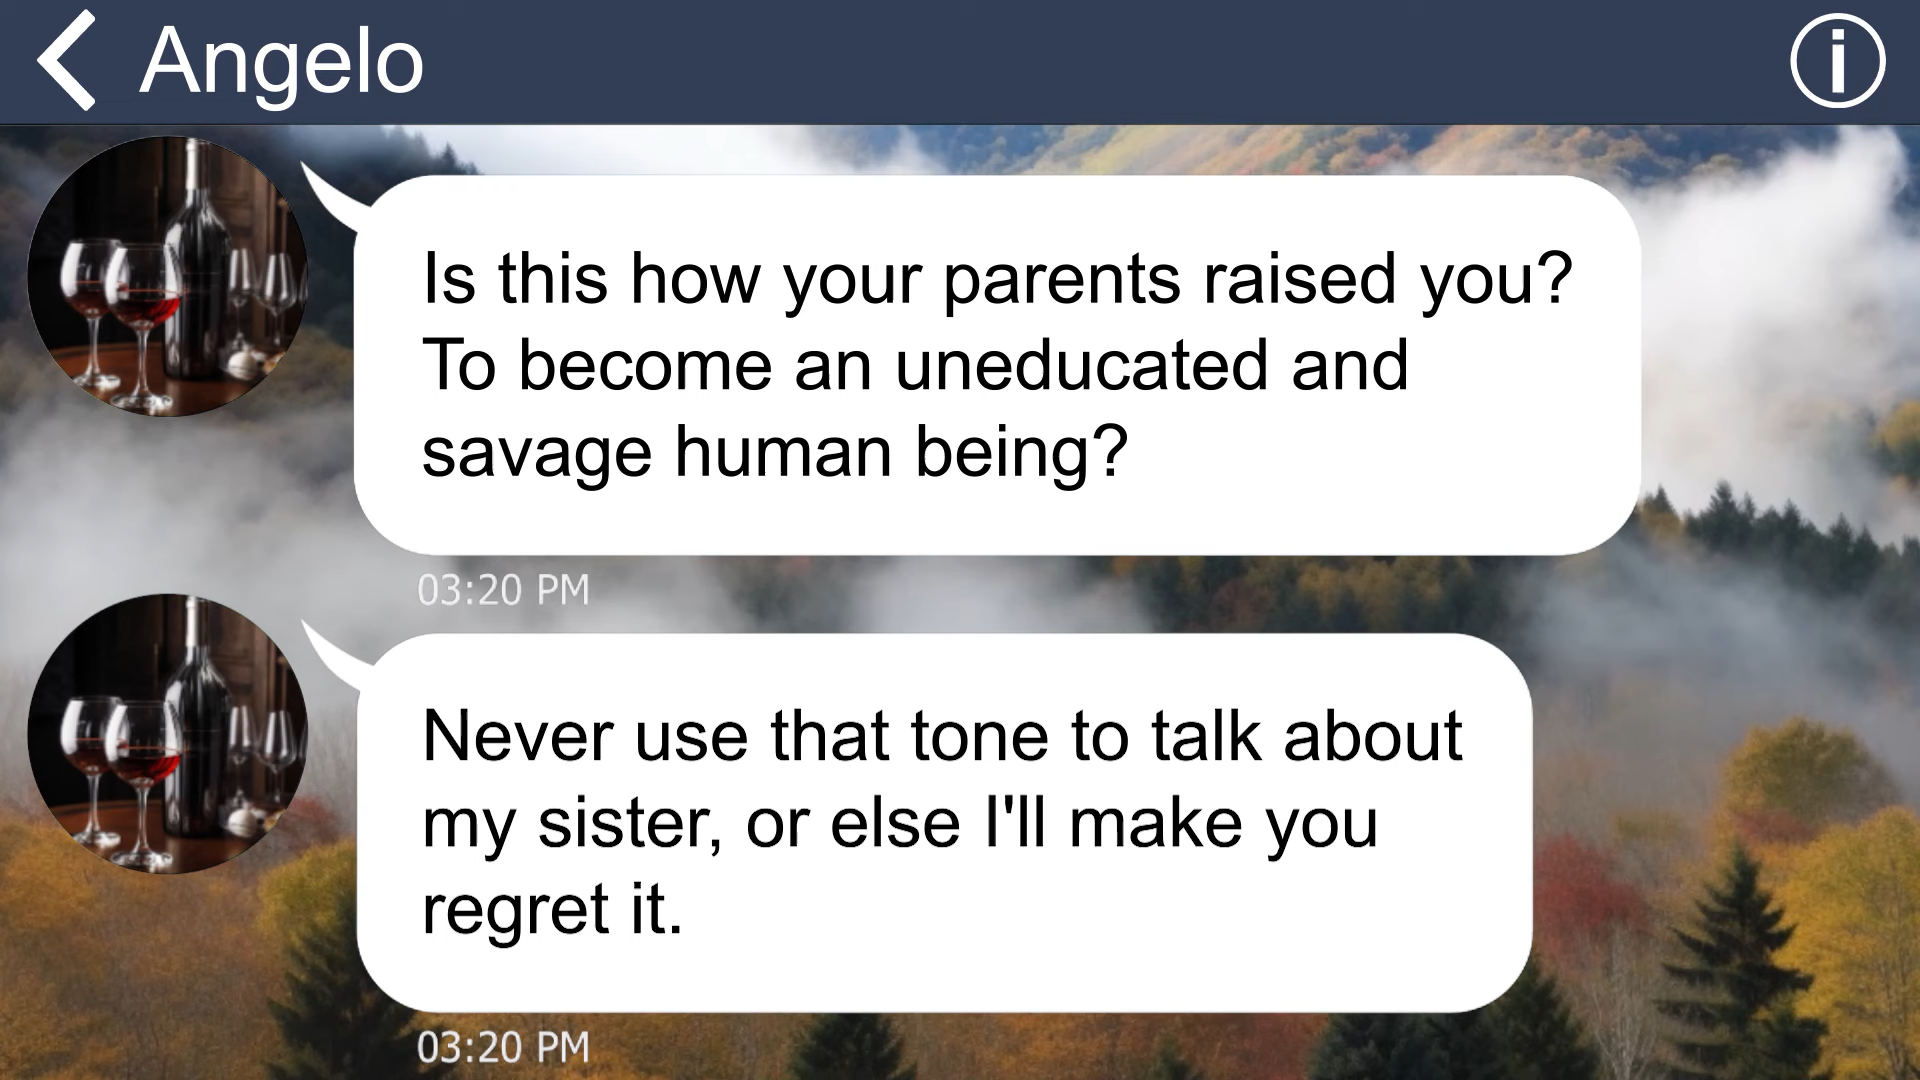 Angelo
Is this how your parents raised you?
To become an uneducated and
savage human being?
03:20 PM
Never use that tone to talk about
my sister, or else I'll make you
regret it.
03:20 PM